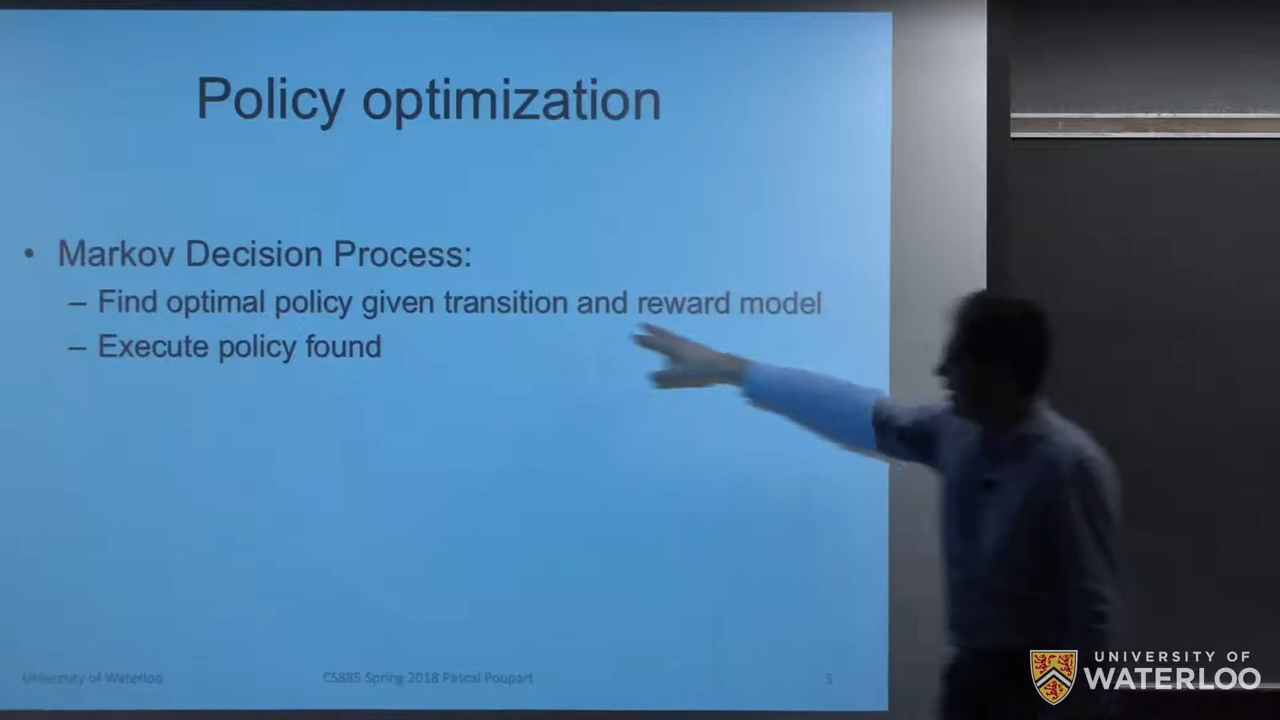 Policy optimization
• Markov Decision Process:
– Find optimal policy given transition and reward model
– Execute policy found
University of Waterloo
CS885 Spring 2018 Pascal Poupart
5
UNIVERSITY OF
WATERLOO